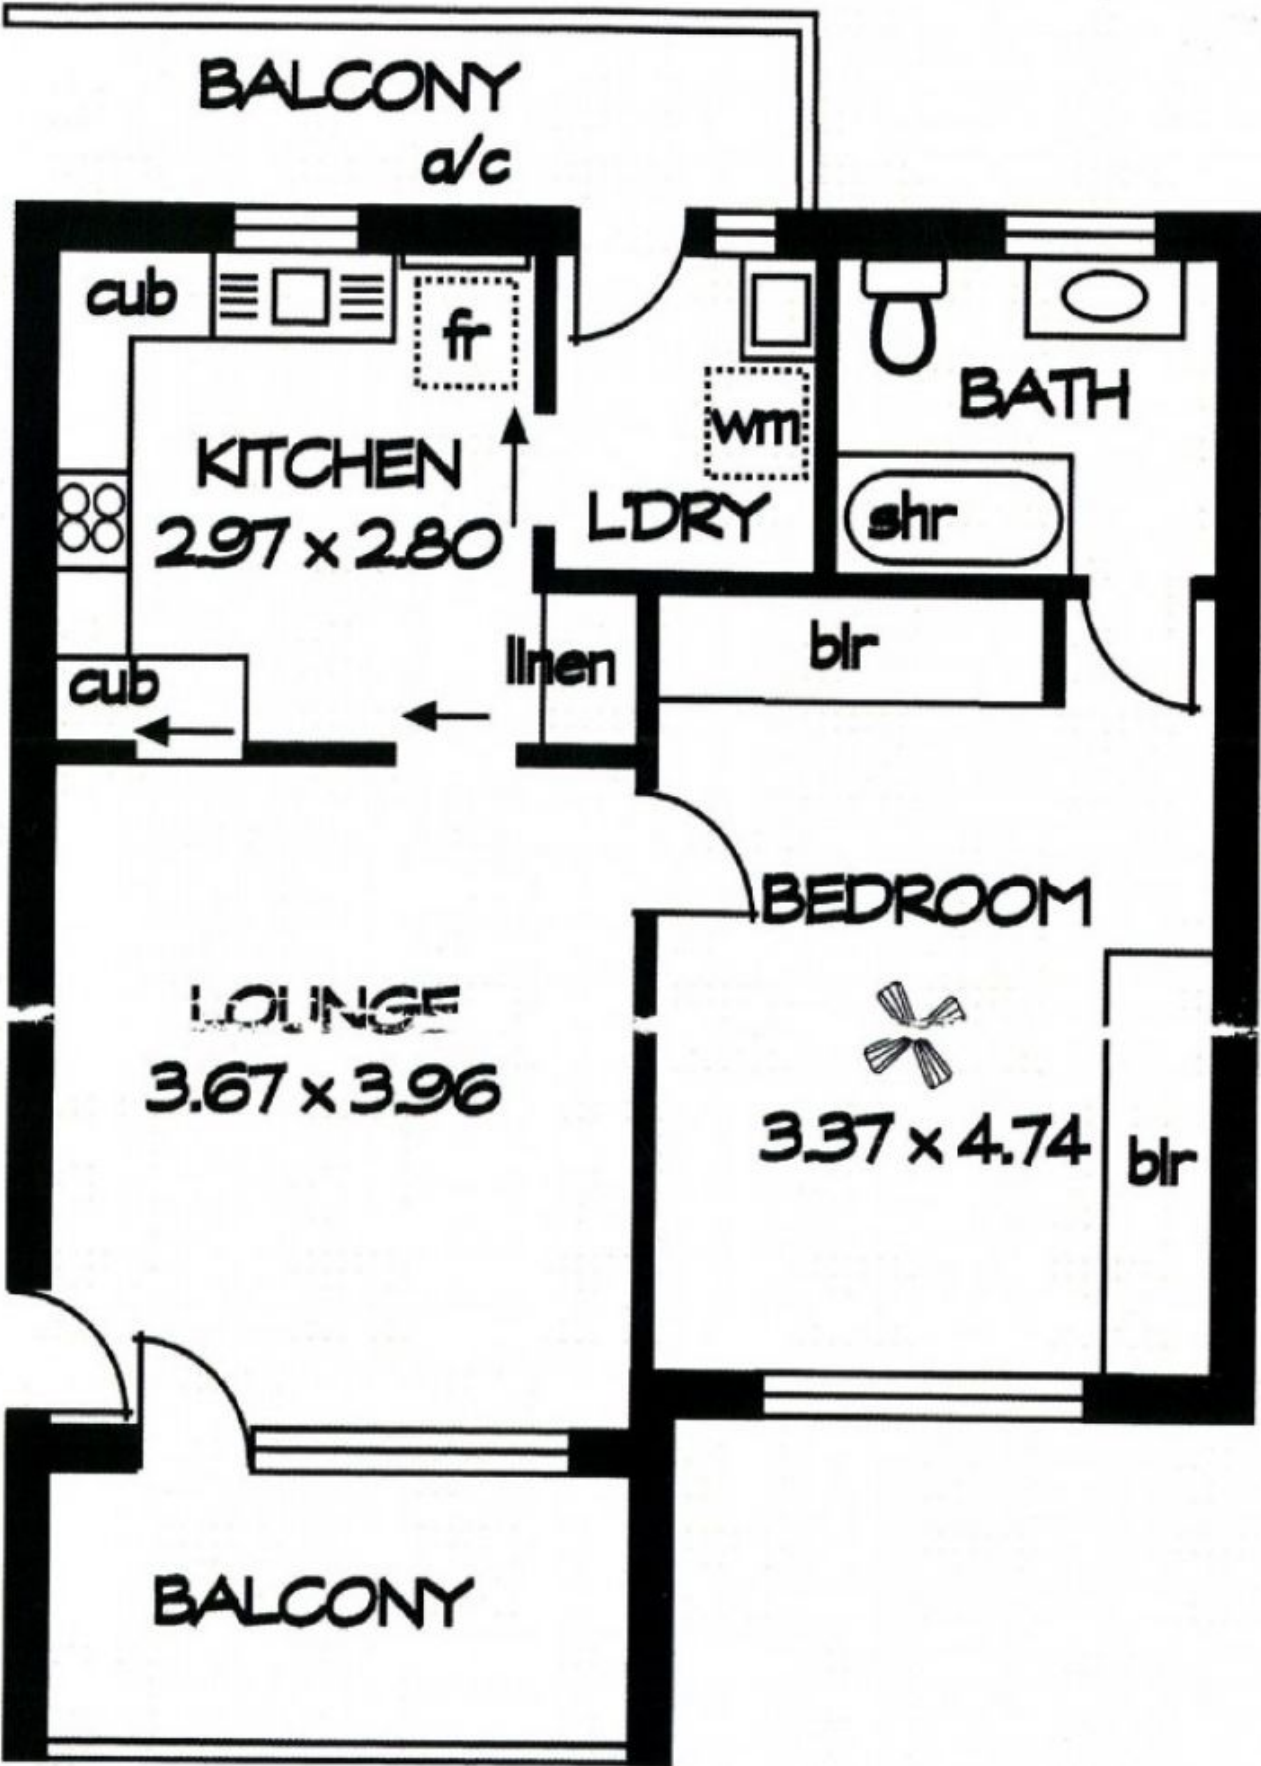 BALCONY
a/c
cub
fr
KITCHEN
2.97 x 2.80
wm
L'DRY
BATH
shr
linen
blr
cub
BEDROOM
3.37 x 4.74
blr
LOUNGE
3.67 x 3.96
BALCONY